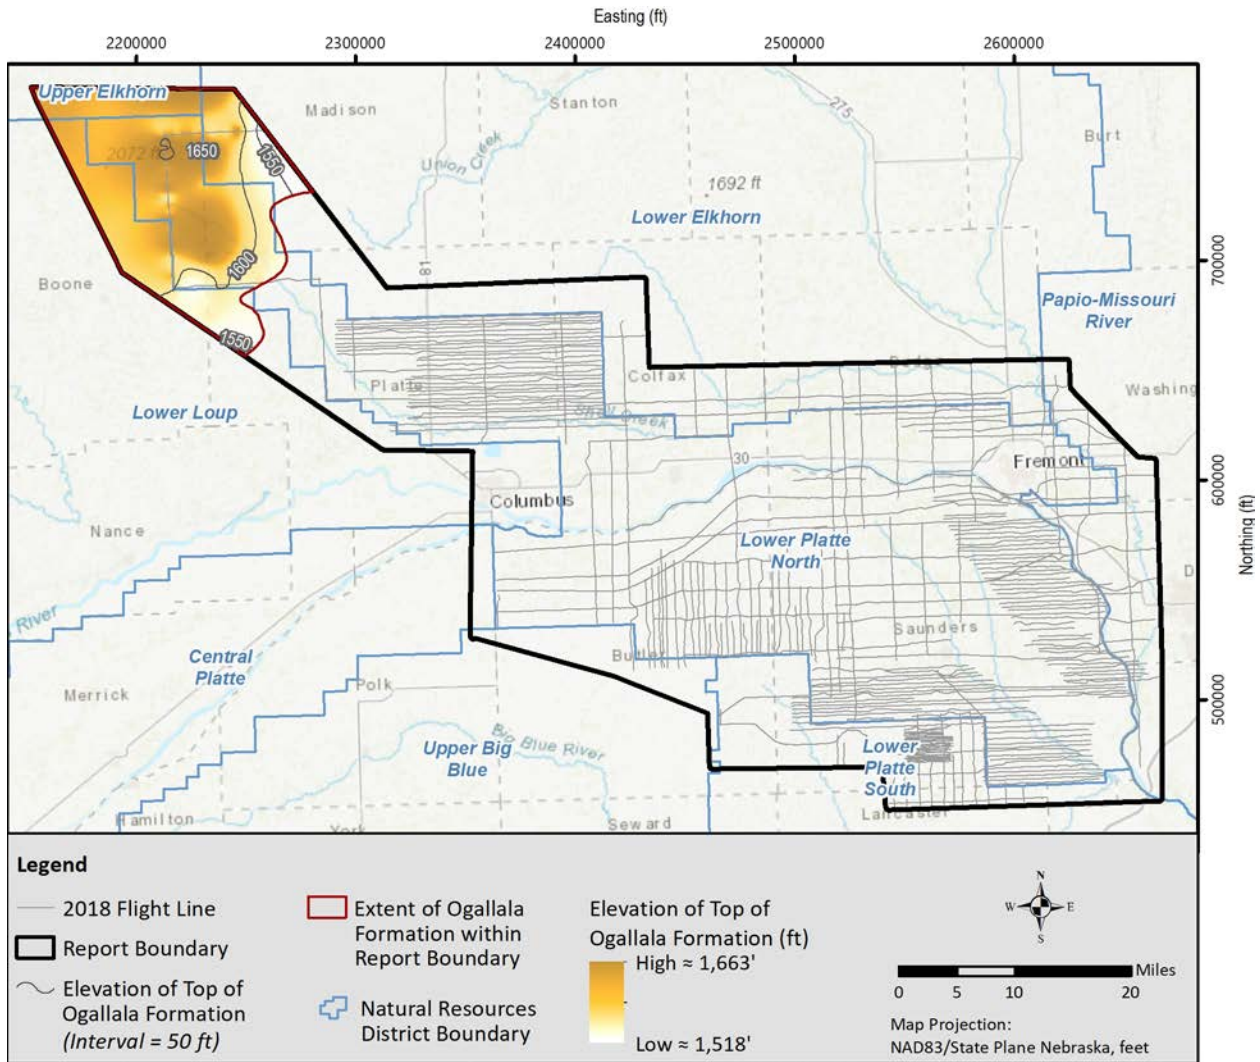 Easting (ft)
2200000
2300000
2400000
2500000
2600000
Upper Elkhorn
Madison
Stanton
275
Burt
2072 ft
1650
1550
Union Creek
1692 ft
Lower Elkhorn
1600
81
700000
Boone
Papio-Missouri
River
1550
Platte
Colfax
Dodge
Washing
Lower Loup
Shell Creek
30
Fremont
600000
Columbus
Northing (ft)
Nance
Lower Platte
North
D
River
Saunders
Central
Platte
Butler
Merrick
Polk
500000
Upper Big
Blue
Big Blue River
Lower
Platte
South
Hamilton
York
Seward
Lancaster
Legend
2018 Flight Line
Report Boundary
Elevation of Top of
Ogallala Formation
(Interval = 50 ft)
Extent of Ogallala
Formation within
Report Boundary
Natural Resources
District Boundary
Elevation of Top of
Ogallala Formation (ft)
High ≈ 1,663'
Low ≈ 1,518'
N
W E
S
Miles
0 5 10 20
Map Projection:
NAD83/State Plane Nebraska, feet